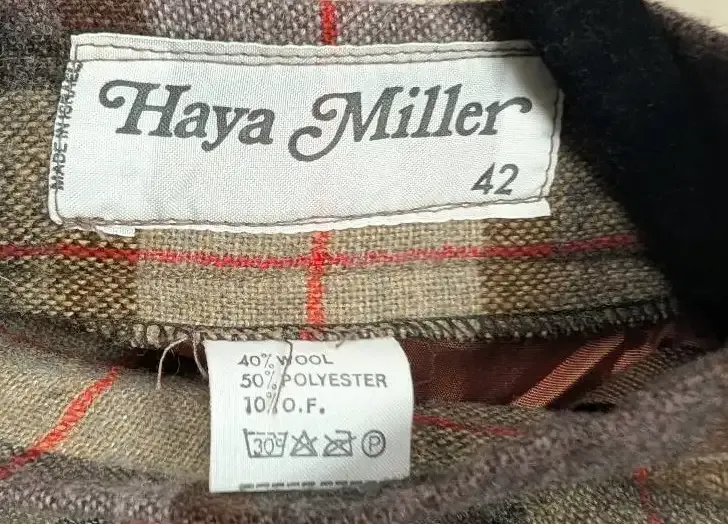 Haya Miller
42
MADE IN ISRAEL
40% WOOL
50% POLYESTER
10% O.F.
30° P